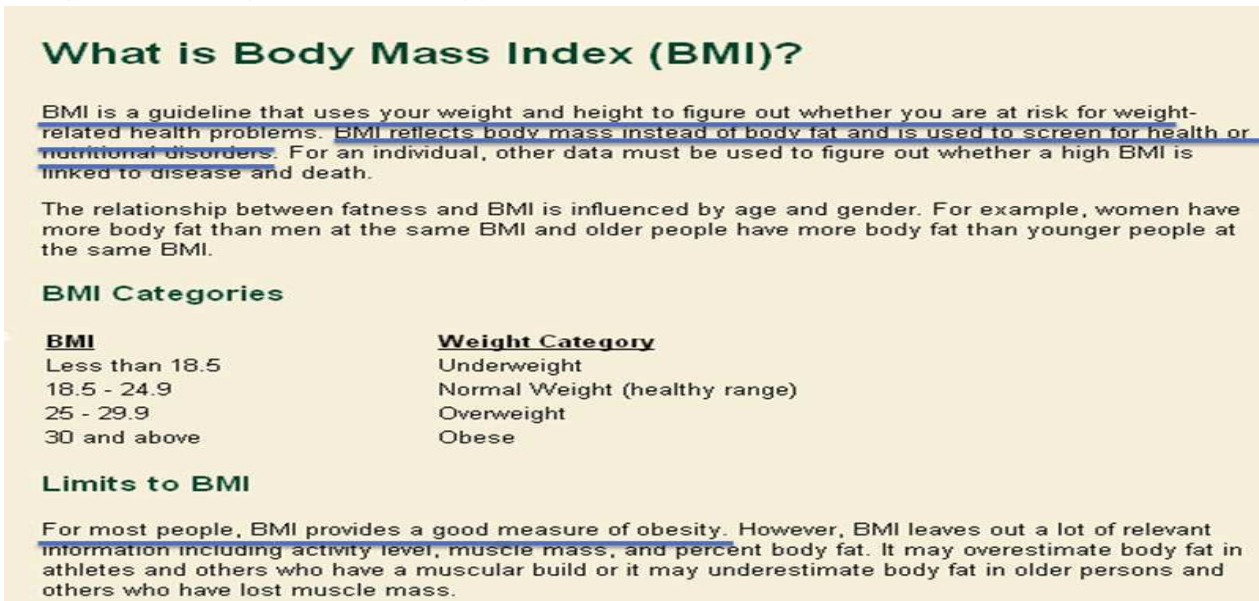 What is Body Mass Index (BMI)?
BMI is a guideline that uses your weight and height to figure out whether you are at risk for weight-
related health problems. BMI reflects body mass instead of body fat and is used to screen for health or
nutritional disorders. For an individual, other data must be used to figure out whether a high BMI is
linked to disease and death.
The relationship between fatness and BMI is influenced by age and gender. For example, women have
more body fat than men at the same BMI and older people have more body fat than younger people at
the same BMI.
BMI Categories
BMI Weight Category
Less than 18.5 Underweight
18.5 - 24.9 Normal Weight (healthy range)
25 - 29.9 Overweight
30 and above Obese
Limits to BMI
For most people, BMI provides a good measure of obesity. However, BMI leaves out a lot of relevant
information including activity level, muscle mass, and percent body fat. It may overestimate body fat in
athletes and others who have a muscular build or it may underestimate body fat in older persons and
others who have lost muscle mass.